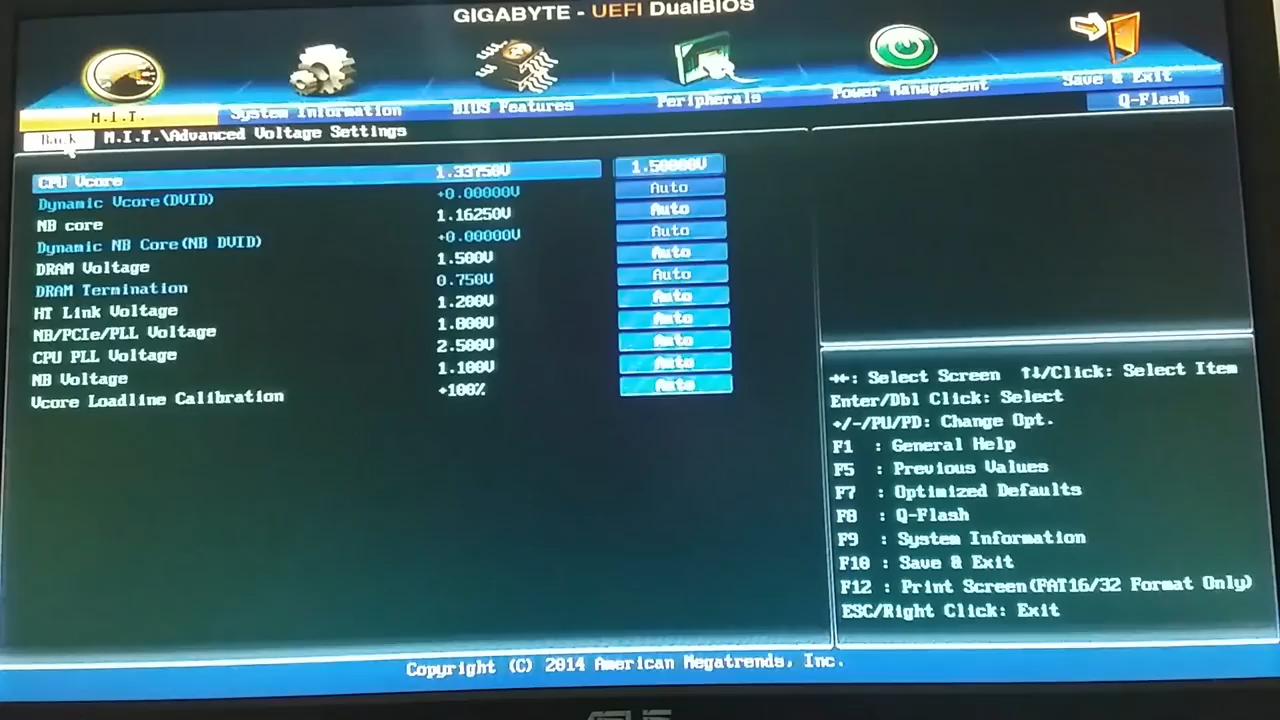 GIGABYTE - UEFI DualBIOS
M.I.T. System Information BIOS Features Peripherals Power Management Save & Exit
Q-Flash
Back M.I.T.\Advanced Voltage Settings
CPU Vcore 1.33750V 1.50000V
Dynamic Vcore(DVID) +0.00000V Auto
NB core 1.16250V Auto
Dynamic NB Core(NB DVID) +0.00000V Auto
DRAM Voltage 1.500V Auto
DRAM Termination 0.750V Auto
HT Link Voltage 1.200V Auto
NB/PCIe/PLL Voltage 1.800V Auto
CPU PLL Voltage 2.500V Auto
NB Voltage 1.100V Auto
Vcore Loadline Calibration +100% Auto
→←: Select Screen ↑↓/Click: Select Item
Enter/Dbl Click: Select
+/-/PU/PD: Change Opt.
F1 : General Help
F5 : Previous Values
F7 : Optimized Defaults
F8 : Q-Flash
F9 : System Information
F10 : Save & Exit
F12 : Print Screen(FAT16/32 Format Only)
ESC/Right Click: Exit
Copyright (C) 2014 American Megatrends, Inc.